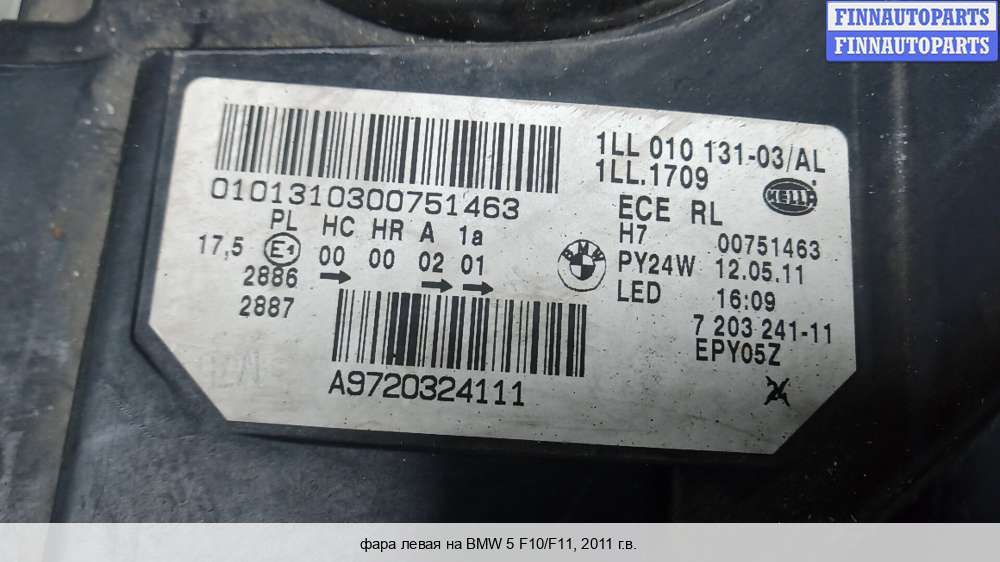 FINNAUTOPARTS
FINNAUTOPARTS
1LL 010 131-03/AL
1LL.1709
HELLA
0101310300751463
ECE RL
PL HC HR A 1a
H7 00751463
17,5 E1 00 00 02 01
BMW
PY24W 12.05.11
2886
LED 16:09
2887
7 203 241-11
EPY05Z
A9720324111
фара левая на BMW 5 F10/F11, 2011 г.в.